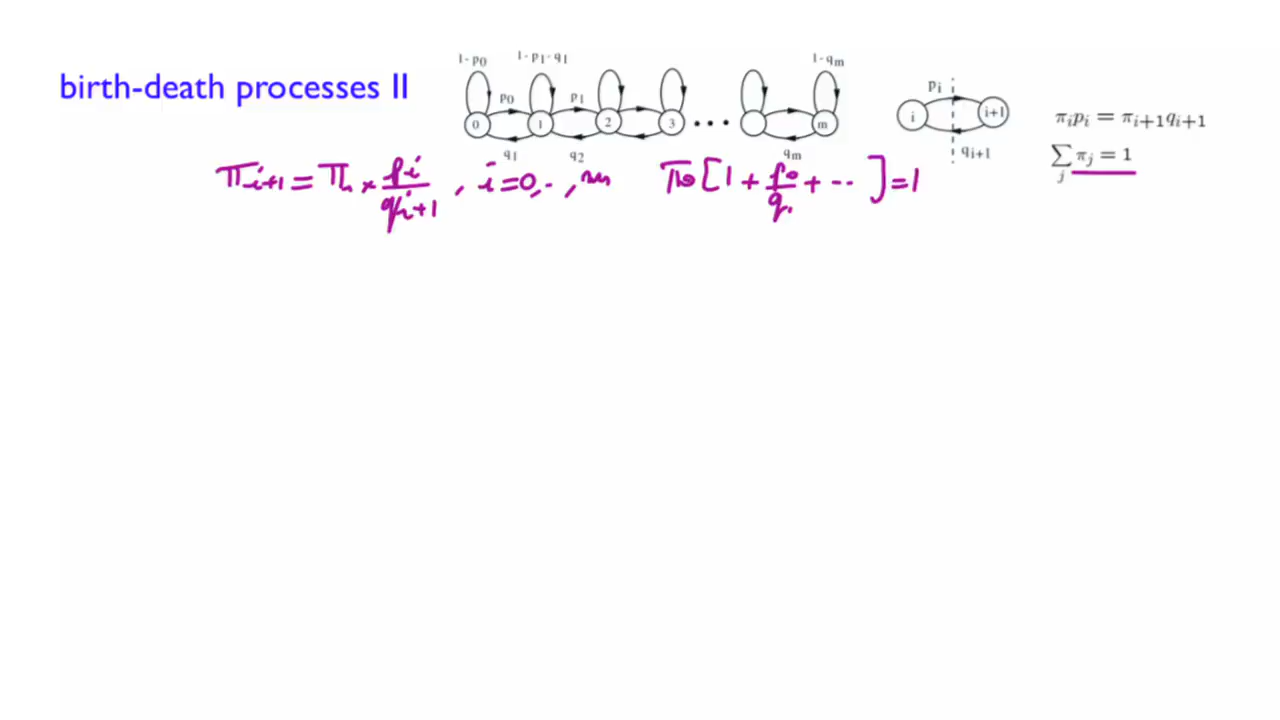 birth-death processes II
1 - p0 1 - p1 - q1 1 - qm
p0 p1
0 1 2 3 ... m
q1 q2 qm
pi
i i+1
qi+1
πipi = πi+1qi+1
∑j πj = 1
πi+1 = πi × pi/qi+1 , i = 0, .. , m π0 [1 + p0/q1 + ...] = 1